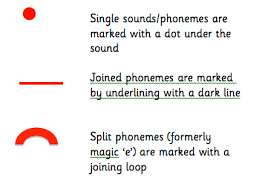 Single sounds/phonemes are
marked with a dot under the
sound
Joined phonemes are marked
by underlining with a dark line
Split phonemes (formerly
magic ‘e’) are marked with a
joining loop